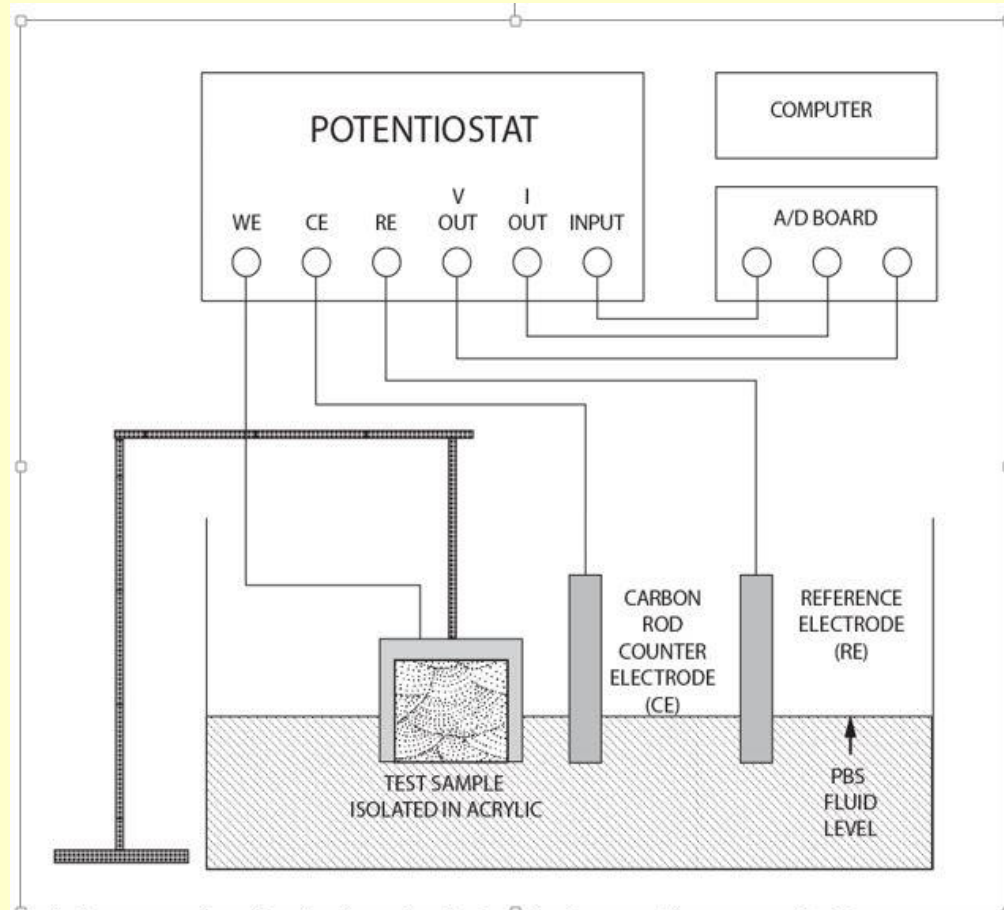 POTENTIOSTAT
COMPUTER
A/D BOARD
V
I
WE CE RE OUT OUT INPUT
CARBON
ROD
COUNTER
ELECTRODE
(CE)
REFERENCE
ELECTRODE
(RE)
TEST SAMPLE
ISOLATED IN ACRYLIC
PBS
FLUID
LEVEL